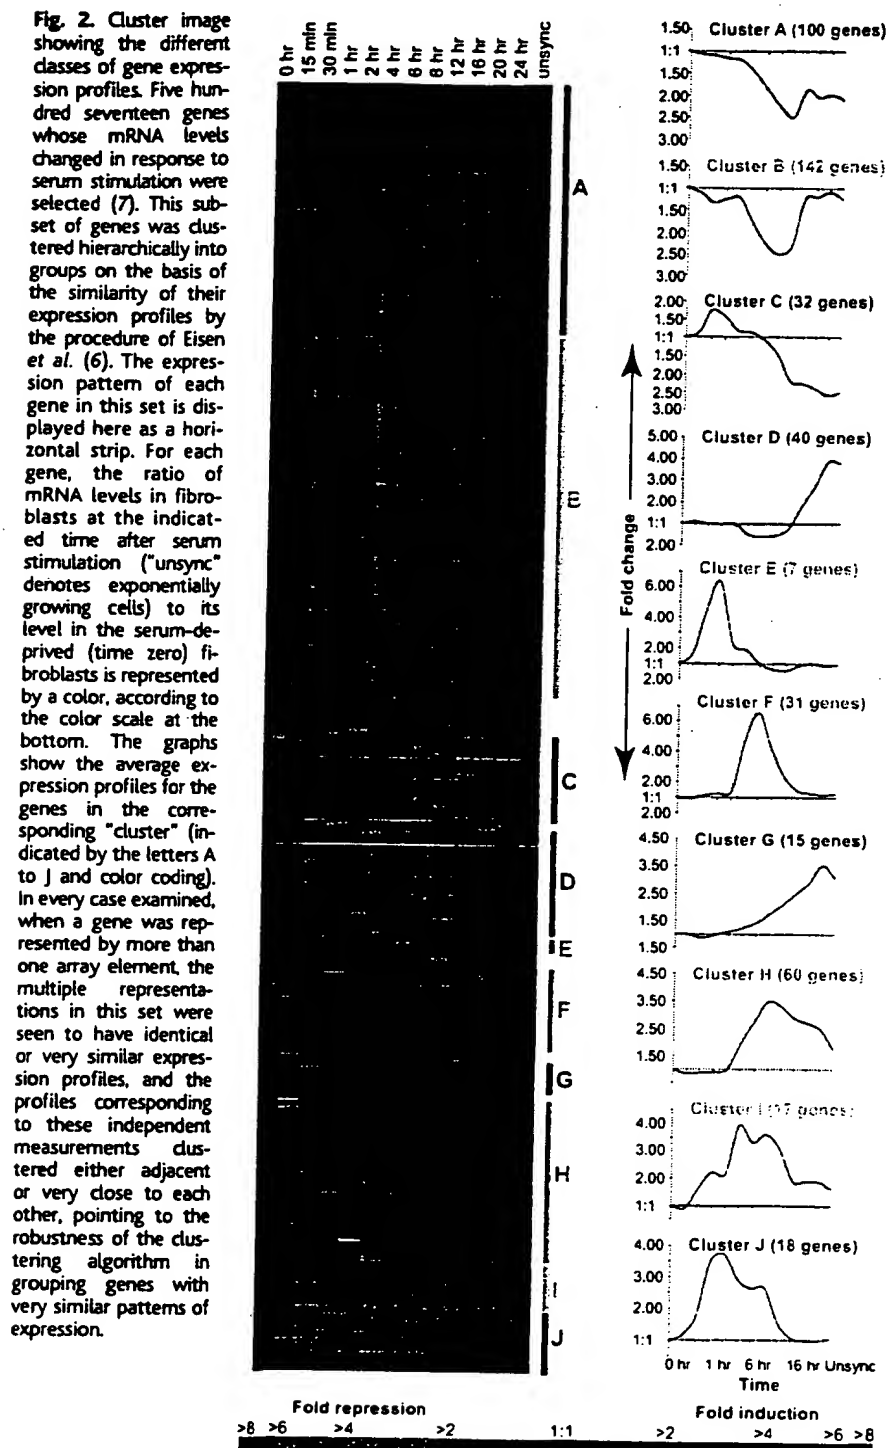 Fig. 2. Cluster image
showing the different
classes of gene expres-
sion profiles. Five hun-
dred seventeen genes
whose mRNA levels
changed in response to
serum stimulation were
selected (7). This sub-
set of genes was clus-
tered hierarchically into
groups on the basis of
the similarity of their
expression profiles by
the procedure of Eisen
et al. (6). The expres-
sion pattern of each
gene in this set is dis-
played here as a hori-
zontal strip. For each
gene, the ratio of
mRNA levels in fibro-
blasts at the indicat-
ed time after serum
stimulation ("unsync"
denotes exponentially
growing cells) to its
level in the serum-de-
prived (time zero) fi-
broblasts is represented
by a color, according to
the color scale at the
bottom. The graphs
show the average ex-
pression profiles for the
genes in the corre-
sponding "cluster" (in-
dicated by the letters A
to J and color coding).
In every case examined,
when a gene was rep-
resented by more than
one array element, the
multiple representa-
tions in this set were
seen to have identical
or very similar expres-
sion profiles, and the
profiles corresponding
to these independent
measurements clus-
tered either adjacent
or very close to each
other, pointing to the
robustness of the clus-
tering algorithm in
grouping genes with
very similar patterns of
expression.
0 hr
15 min
30 min
1 hr
2 hr
4 hr
6 hr
8 hr
12 hr
16 hr
20 hr
24 hr
unsync
A
C
D
E
F
G
H
I
J
Fold change
Cluster A (100 genes)
1.50
1:1
1.50
2.00
2.50
3.00
Cluster B (142 genes)
1.50
1:1
1.50
2.00
2.50
3.00
Cluster C (32 genes)
2.00
1.50
1:1
1.50
2.00
2.50
3.00
Cluster D (40 genes)
5.00
4.00
3.00
2.00
1:1
2.00
Cluster E (7 genes)
6.00
4.00
2.00
1:1
2.00
Cluster F (31 genes)
6.00
4.00
2.00
1:1
2.00
Cluster G (15 genes)
4.50
3.50
2.50
1.50
1.50
Cluster H (60 genes)
4.50
3.50
2.50
1.50
Cluster
genes)
4.00
3.00
2.00
1:1
Cluster J (18 genes)
4.00
3.00
2.00
1:1
0 hr 1 hr 6 hr 16 hr Unsync
Time
Fold repression Fold induction
>8 >6 >4 >2 1:1 >2 >4 >6 >8